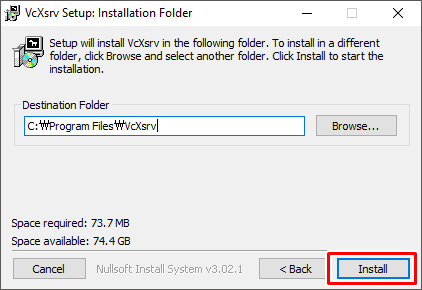 VcXsrv Setup: Installation Folder
Setup will install VcXsrv in the following folder. To install in a different
folder, click Browse and select another folder. Click Install to start the
installation.
Destination Folder
C:₩Program Files₩VcXsrv
Browse...
Space required: 73.7 MB
Space available: 74.4 GB
Cancel
Nullsoft Install System v3.02.1
< Back
Install